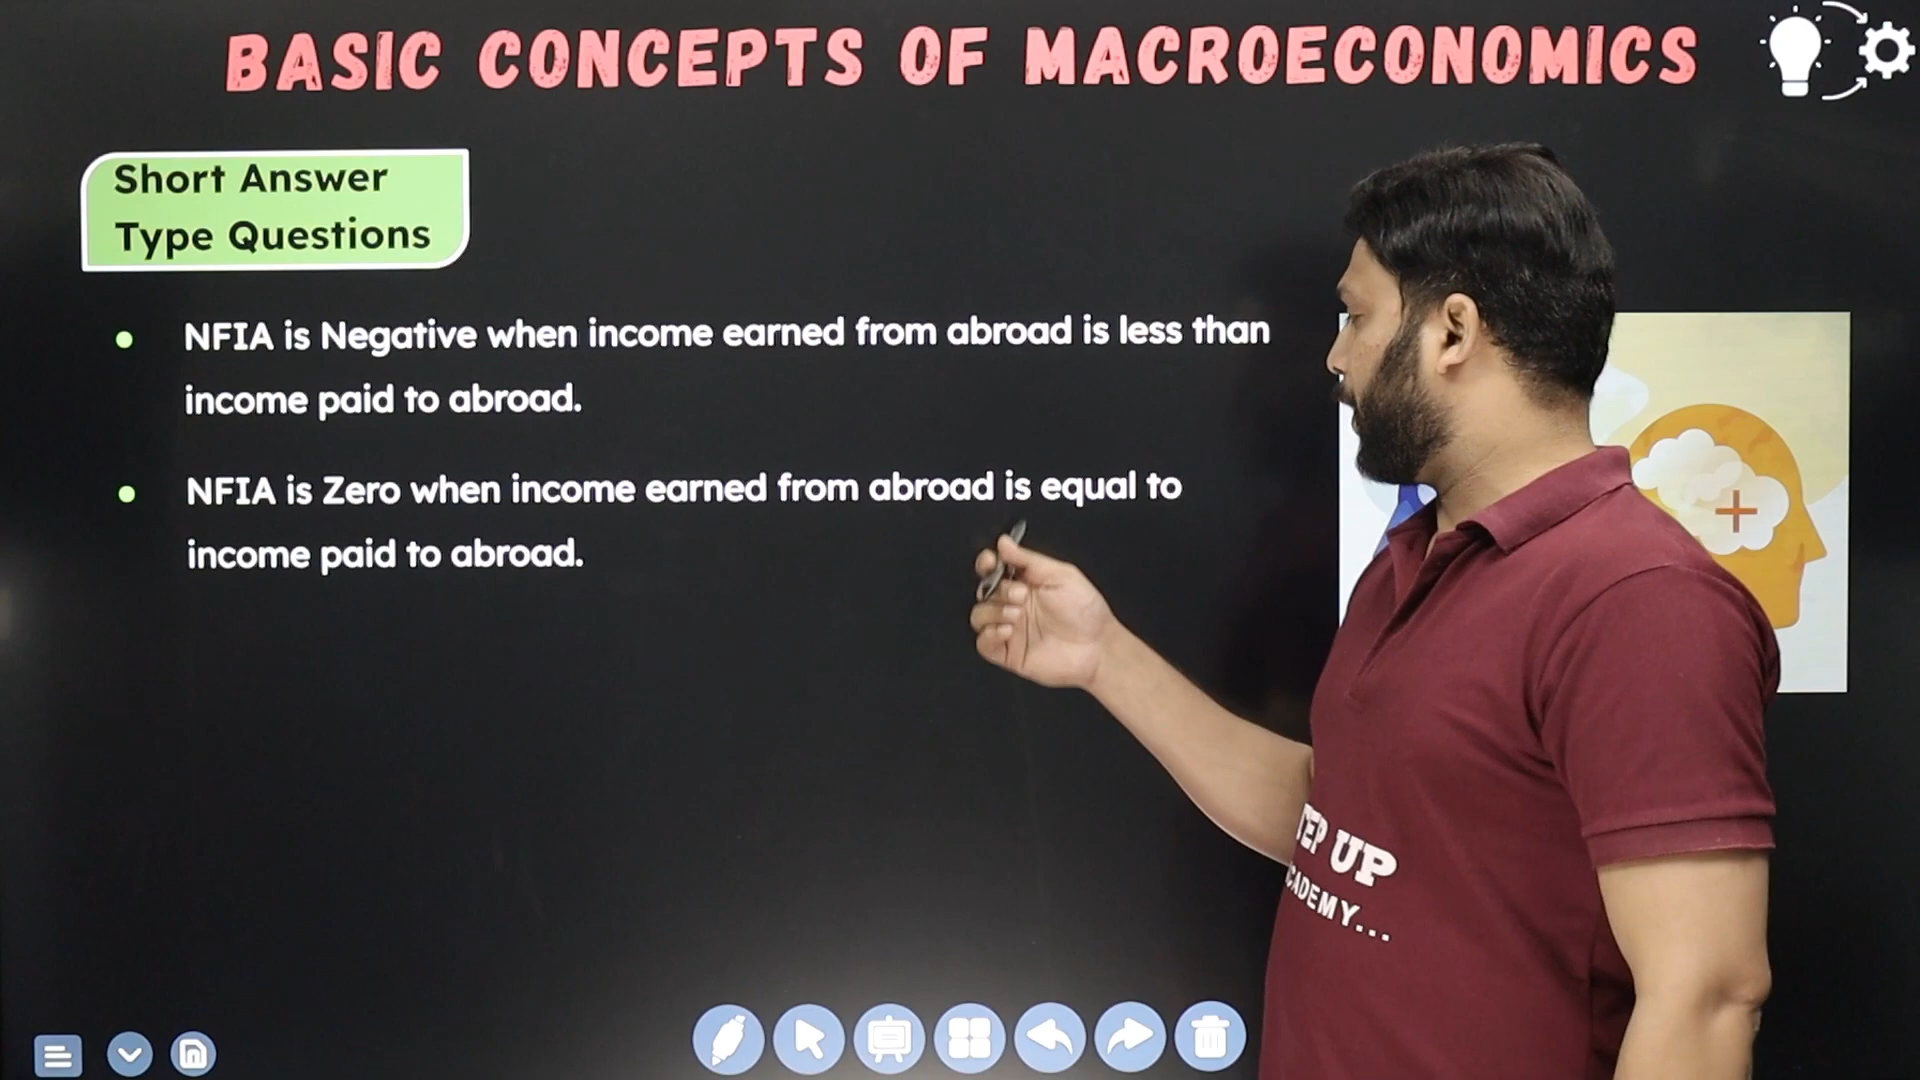 BASIC CONCEPTS OF MACROECONOMICS
Short Answer
Type Questions
NFIA is Negative when income earned from abroad is less than
income paid to abroad.
NFIA is Zero when income earned from abroad is equal to
income paid to abroad.
TEP UP
CADEMY...